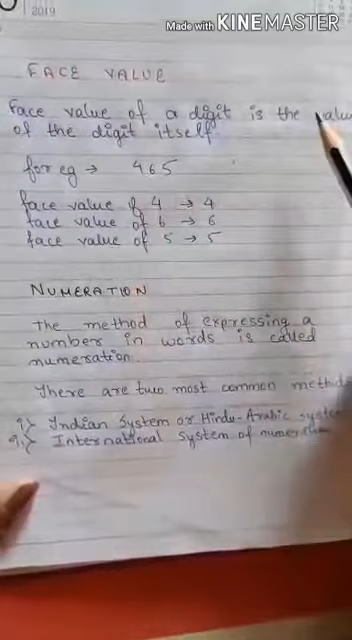 2019
Made with KINEMASTER
FACE VALUE
Face value of a digit is the value
of the digit itself.
for eg → 465
face value of 4 → 4
face value of 6 → 6
face value of 5 → 5
NUMERATION
The method of expressing a
number in words is called
numeration.
There are two most common methods
Indian System or Hindu-Arabic system
International system of